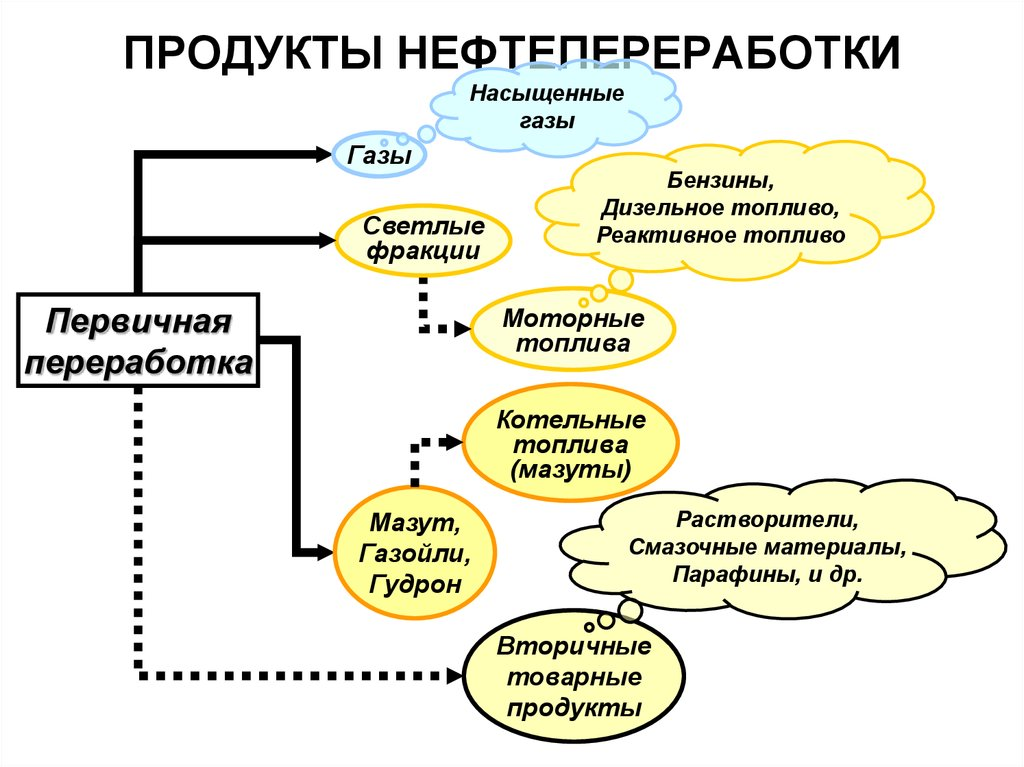 ПРОДУКТЫ НЕФТЕПЕРЕРАБОТКИ
Насыщенные
газы
Газы
Бензины,
Дизельное топливо,
Реактивное топливо
Светлые
фракции
Моторные
топлива
Первичная
переработка
Котельные
топлива
(мазуты)
Мазут,
Газойли,
Гудрон
Растворители,
Смазочные материалы,
Парафины, и др.
Вторичные
товарные
продукты